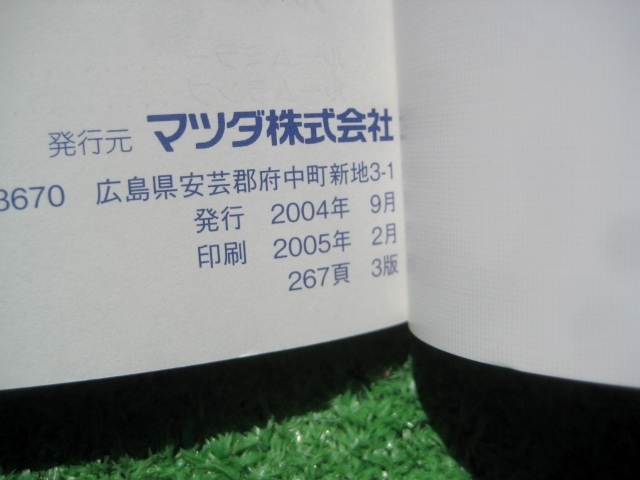 発行元 マツダ株式会社
8670 広島県安芸郡府中町新地3-1
発行 2004年 9月
印刷 2005年 2月
267頁 3版